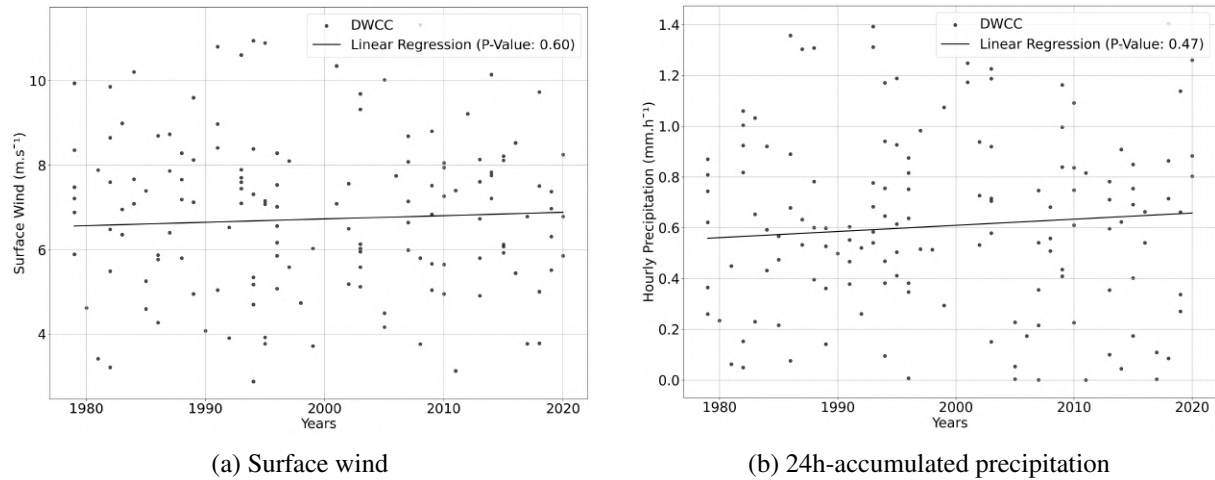 DWCC
Linear Regression (P-Value: 0.60)
10
8
6
4
Surface Wind (m.s⁻¹)
1980
1990
2000
2010
2020
Years
(a) Surface wind
DWCC
Linear Regression (P-Value: 0.47)
1.4
1.2
1.0
0.8
0.6
0.4
0.2
0.0
Hourly Precipitation (mm.h⁻¹)
1980
1990
2000
2010
2020
Years
(b) 24h-accumulated precipitation